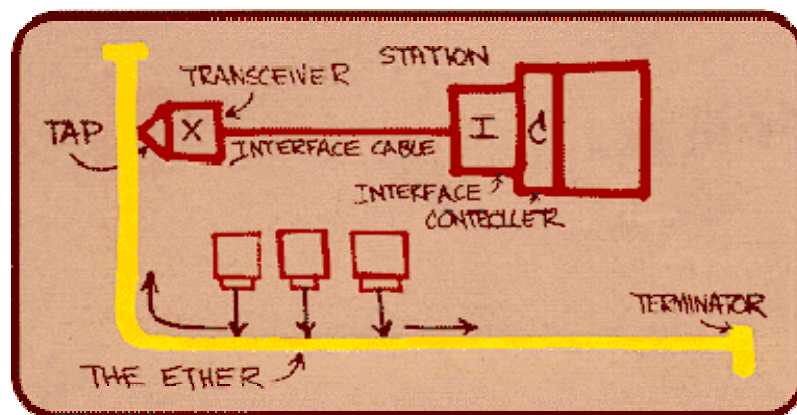 STATION
TRANSCEIVER
TAP
X
I
C
INTERFACE CABLE
INTERFACE
CONTROLLER
TERMINATOR
THE ETHER